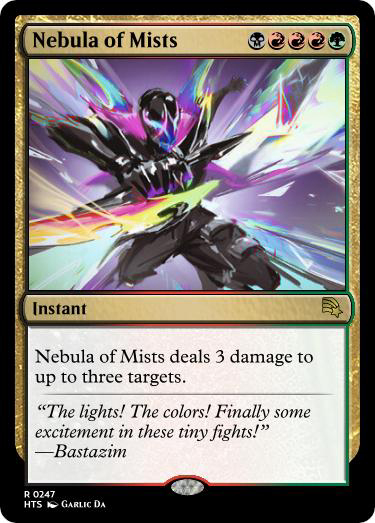 Nebula of Mists
Instant
Nebula of Mists deals 3 damage to
up to three targets.
“The lights! The colors! Finally some
excitement in these tiny fights!”
—Bastazim
R 0247
HTS Garlic Da